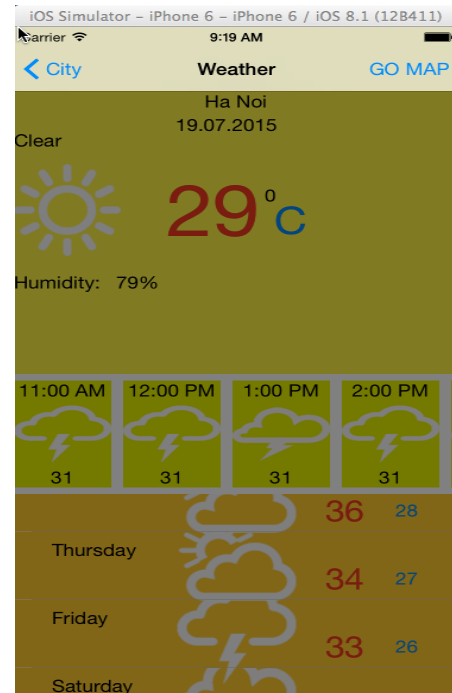 iOS Simulator – iPhone 6 – iPhone 6 / iOS 8.1 (12B411)
Carrier 9:19 AM
City Weather GO MAP
Ha Noi
19.07.2015
Clear
29 0 C
Humidity: 79%
11:00 AM 12:00 PM 1:00 PM 2:00 PM
31 31 31 31
36 28
Thursday
34 27
Friday
33 26
Saturday